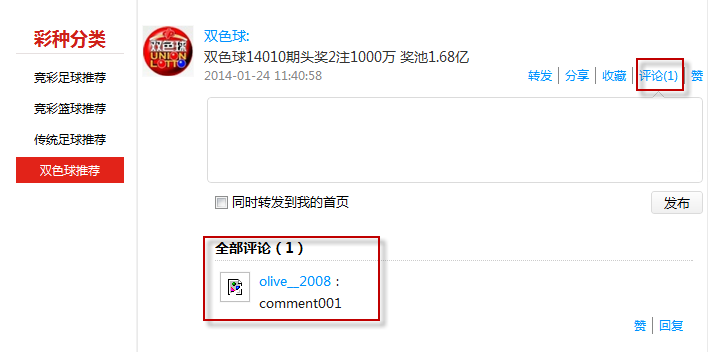 彩种分类
竞彩足球推荐
竞彩篮球推荐
传统足球推荐
双色球推荐
双色球
UNION
LOTTO
双色球:
双色球14010期头奖2注1000万 奖池1.68亿
2014-01-24 11:40:58
转发 | 分享 | 收藏 | 评论(1) | 赞
同时转发到我的首页
发布
全部评论（1）
olive__2008：
comment001
赞 | 回复